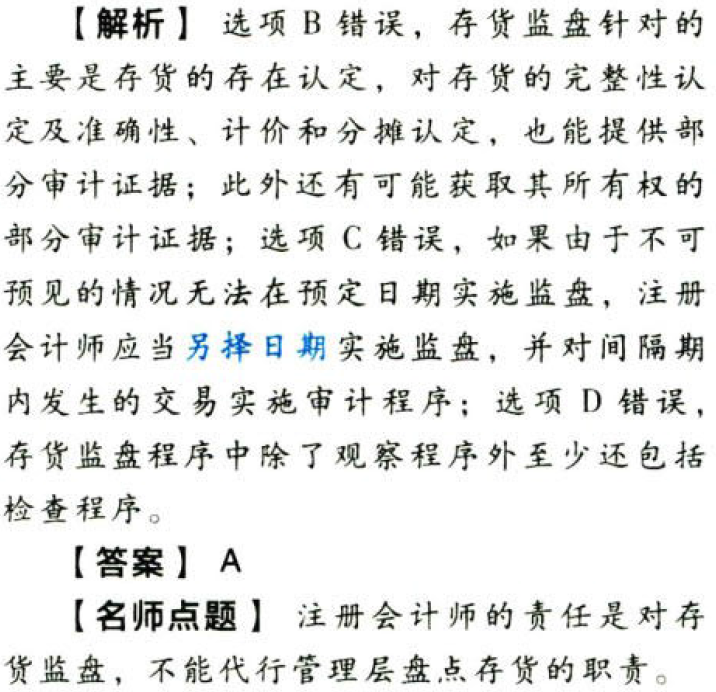 【解析】 选项 B 错误，存货监盘针对的
主要是存货的存在认定，对存货的完整性认
定及准确性、计价和分摊认定，也能提供部
分审计证据；此外还有可能获取其所有权的
部分审计证据；选项 C 错误，如果由于不可
预见的情况无法在预定日期实施监盘，注册
会计师应当另择日期实施监盘，并对间隔期
内发生的交易实施审计程序；选项 D 错误，
存货监盘程序中除了观察程序外至少还包括
检查程序。
【答案】 A
【名师点题】 注册会计师的责任是对存
货监盘，不能代行管理层盘点存货的职责。